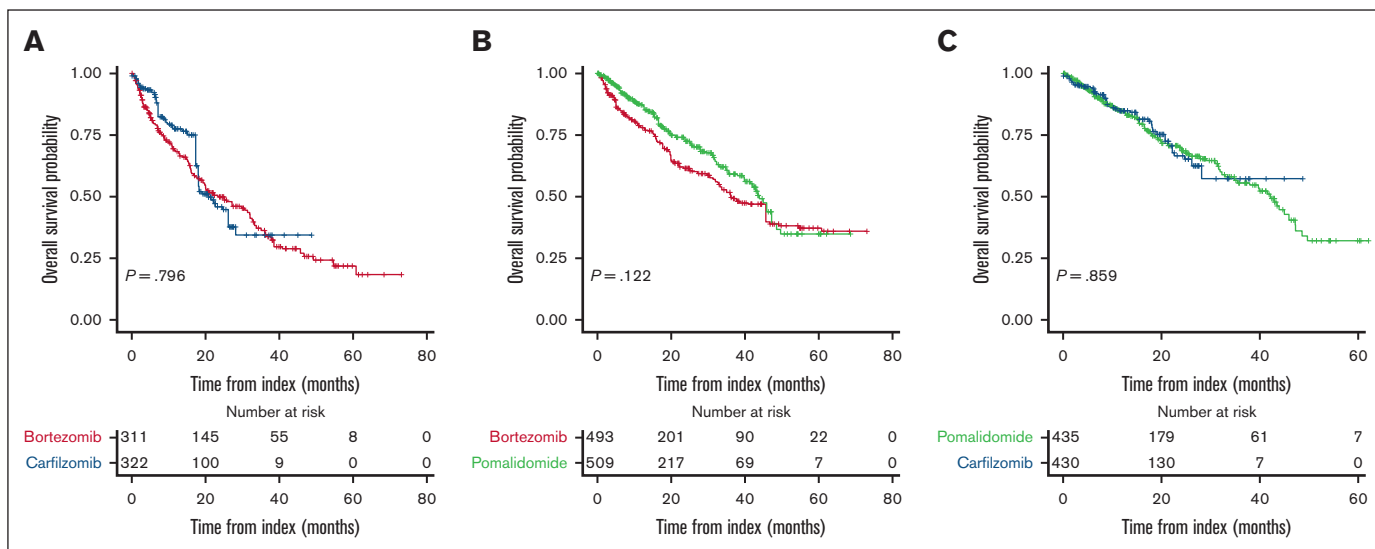 A
Overall survival probability
1.00
0.75
0.50
0.25
0.00
P = .796
0 20 40 60 80
Time from index (months)
Number at risk
Bortezomib 311 145 55 8 0
Carfilzomib 322 100 9 0 0
0 20 40 60 80
Time from index (months)
B
Overall survival probability
1.00
0.75
0.50
0.25
0.00
P = .122
0 20 40 60 80
Time from index (months)
Number at risk
Bortezomib 493 201 90 22 0
Pomalidomide 509 217 69 7 0
0 20 40 60 80
Time from index (months)
C
Overall survival probability
1.00
0.75
0.50
0.25
0.00
P = .859
0 20 40 60
Time from index (months)
Number at risk
Pomalidomide 435 179 61 7
Carfilzomib 430 130 7 0
0 20 40 60
Time from index (months)